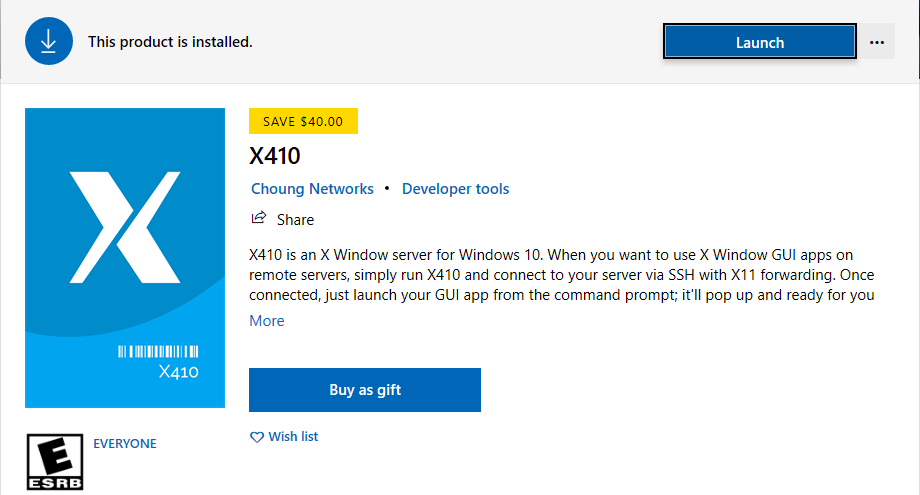 This product is installed.
Launch
...
SAVE $40.00
X410
Choung Networks • Developer tools
Share
X410 is an X Window server for Windows 10. When you want to use X Window GUI apps on
remote servers, simply run X410 and connect to your server via SSH with X11 forwarding. Once
connected, just launch your GUI app from the command prompt; it'll pop up and ready for you
More
X410
Buy as gift
Wish list
E
ESRB
EVERYONE